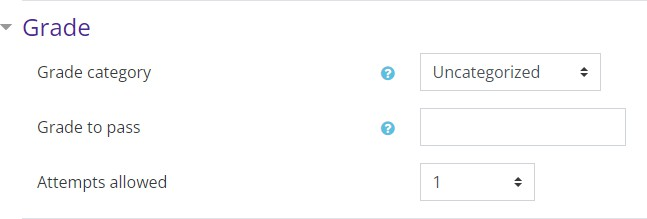 Grade
Grade category ? Uncategorized
Grade to pass ?
Attempts allowed 1